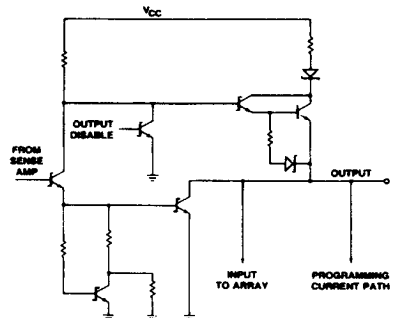 VCC
OUTPUT
DISABLE
FROM
SENSE
AMP
OUTPUT
INPUT
TO ARRAY
PROGRAMMING
CURRENT PATH